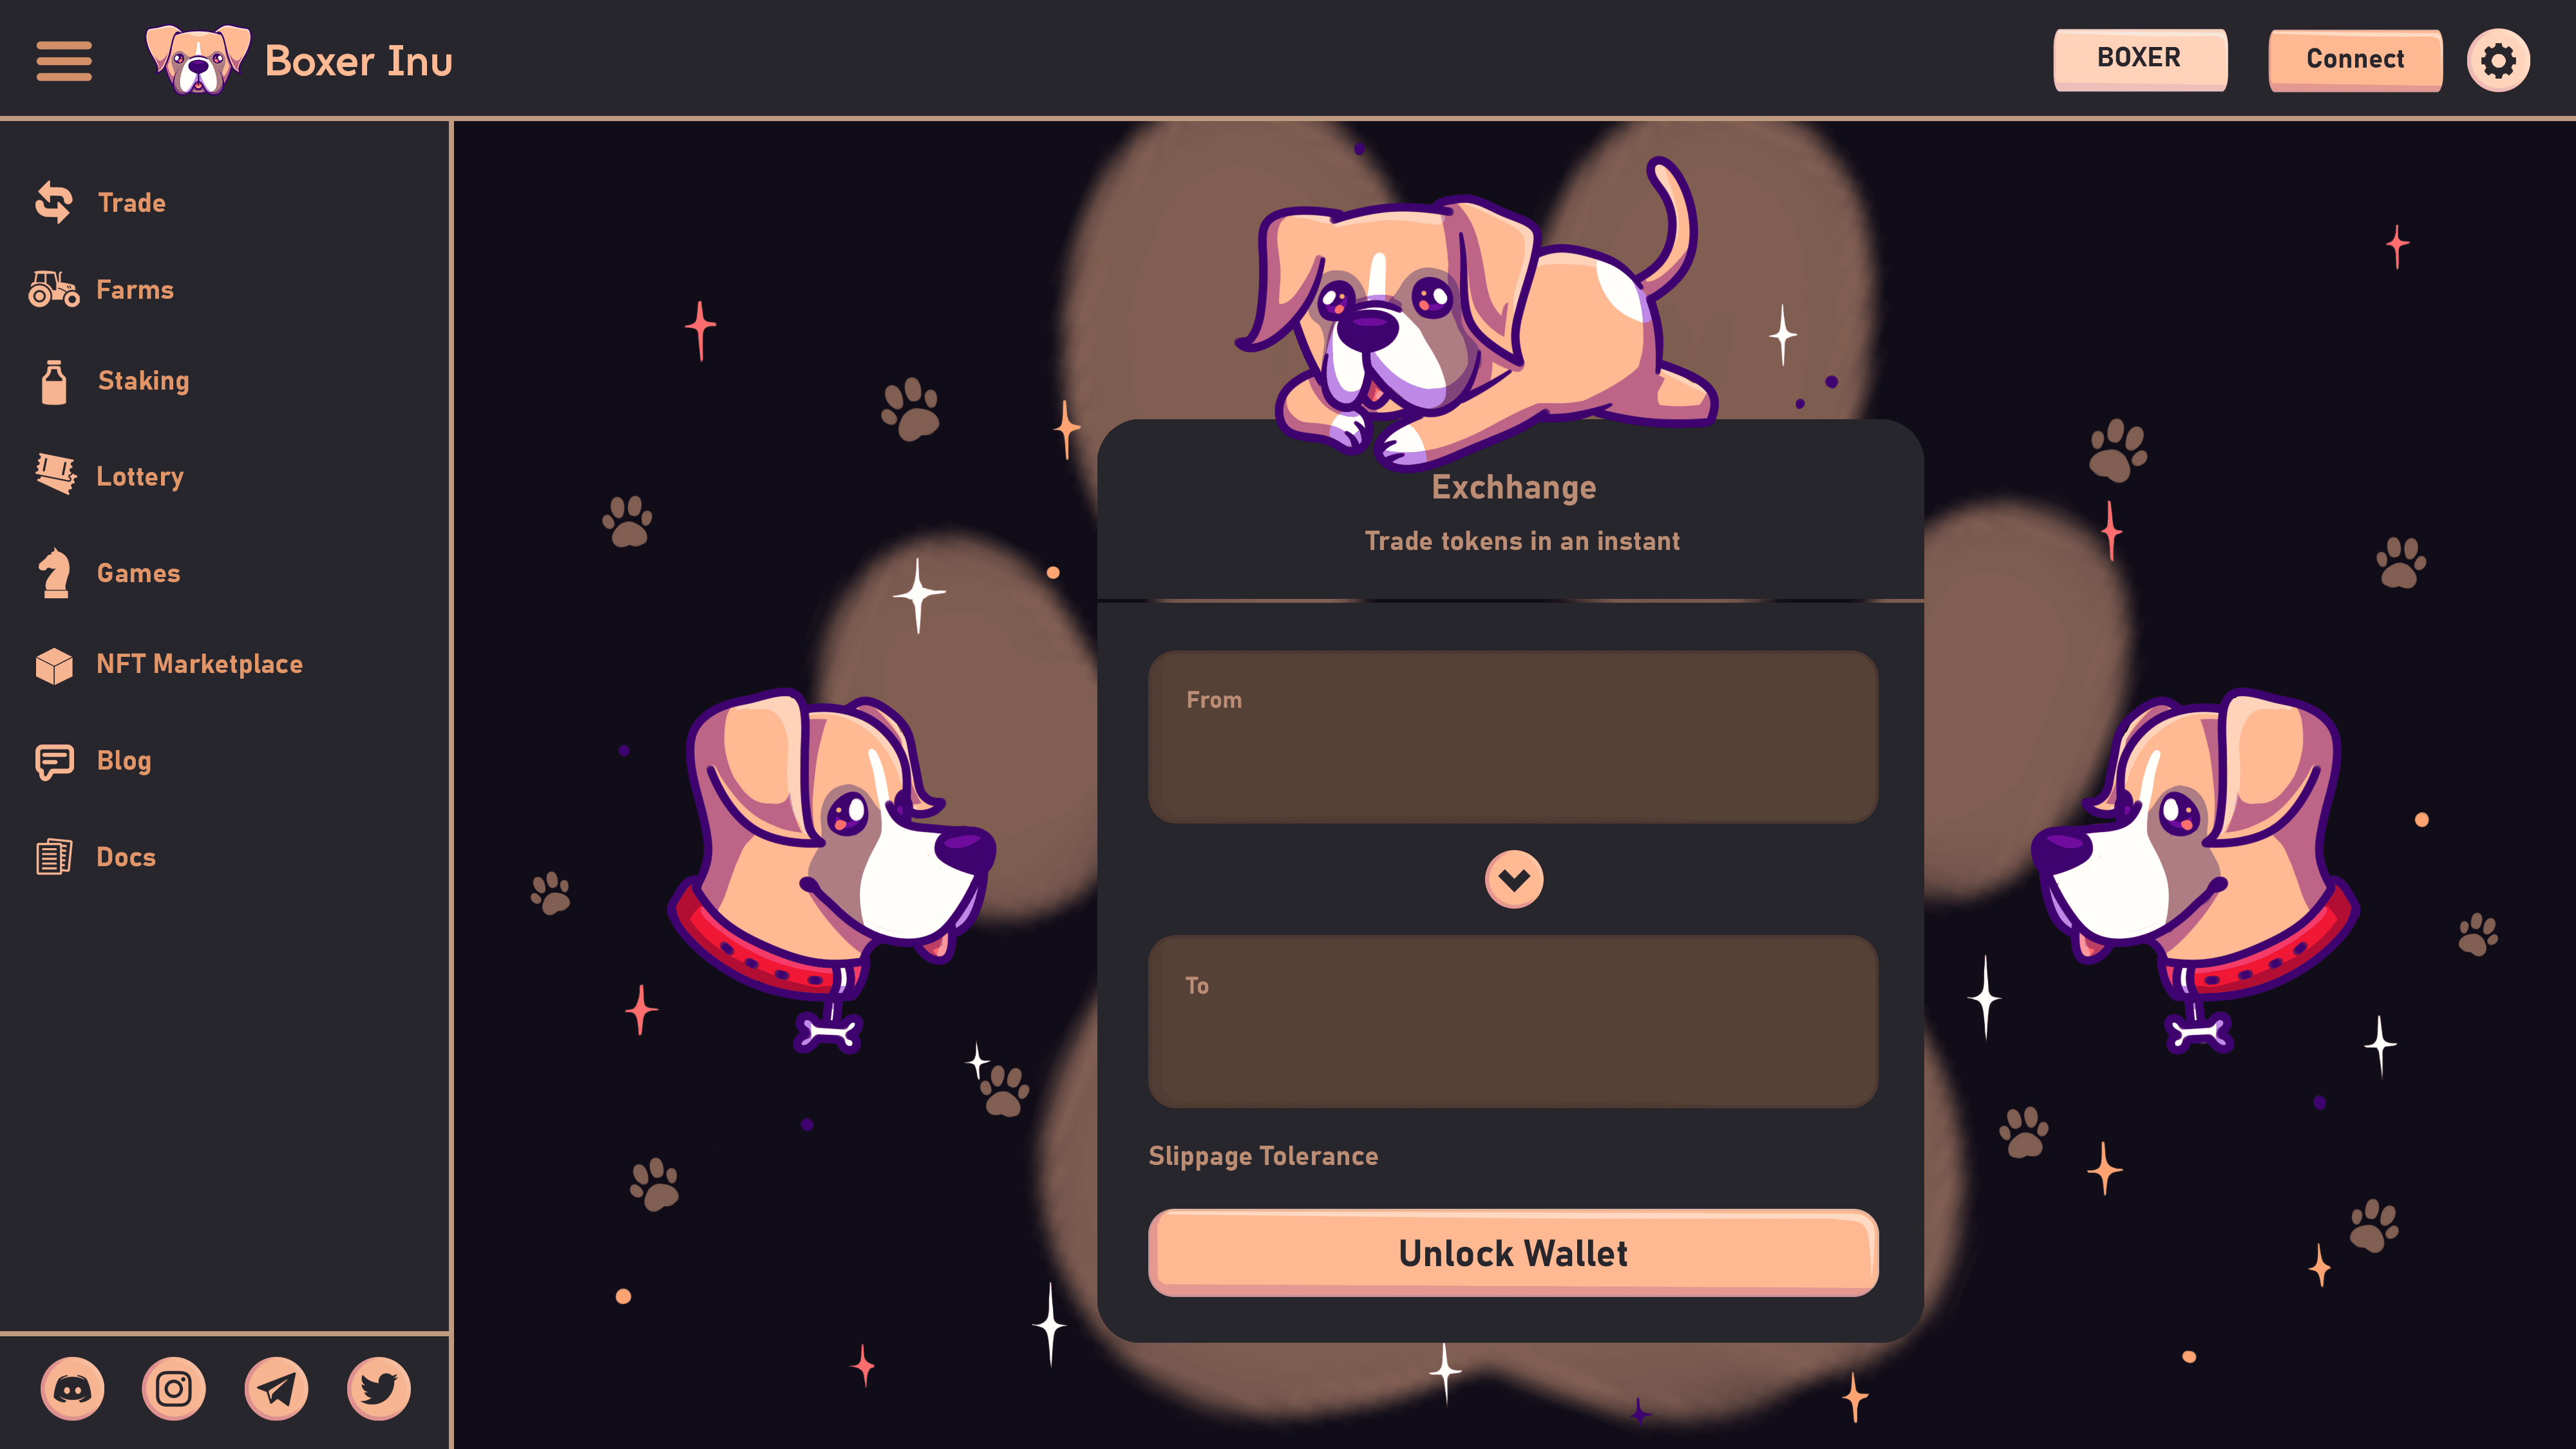 Boxer Inu
BOXER
Connect
Trade
Farms
Staking
Lottery
Games
NFT Marketplace
Blog
Docs
Exchhange
Trade tokens in an instant
From
To
Slippage Tolerance
Unlock Wallet